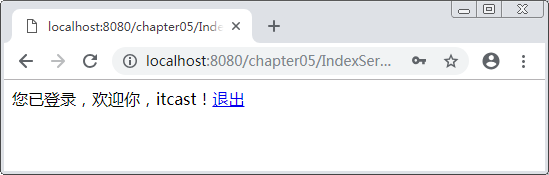 localhost:8080/chapter05/Inde
localhost:8080/chapter05/IndexSer...
您已登录，欢迎你，itcast！退出